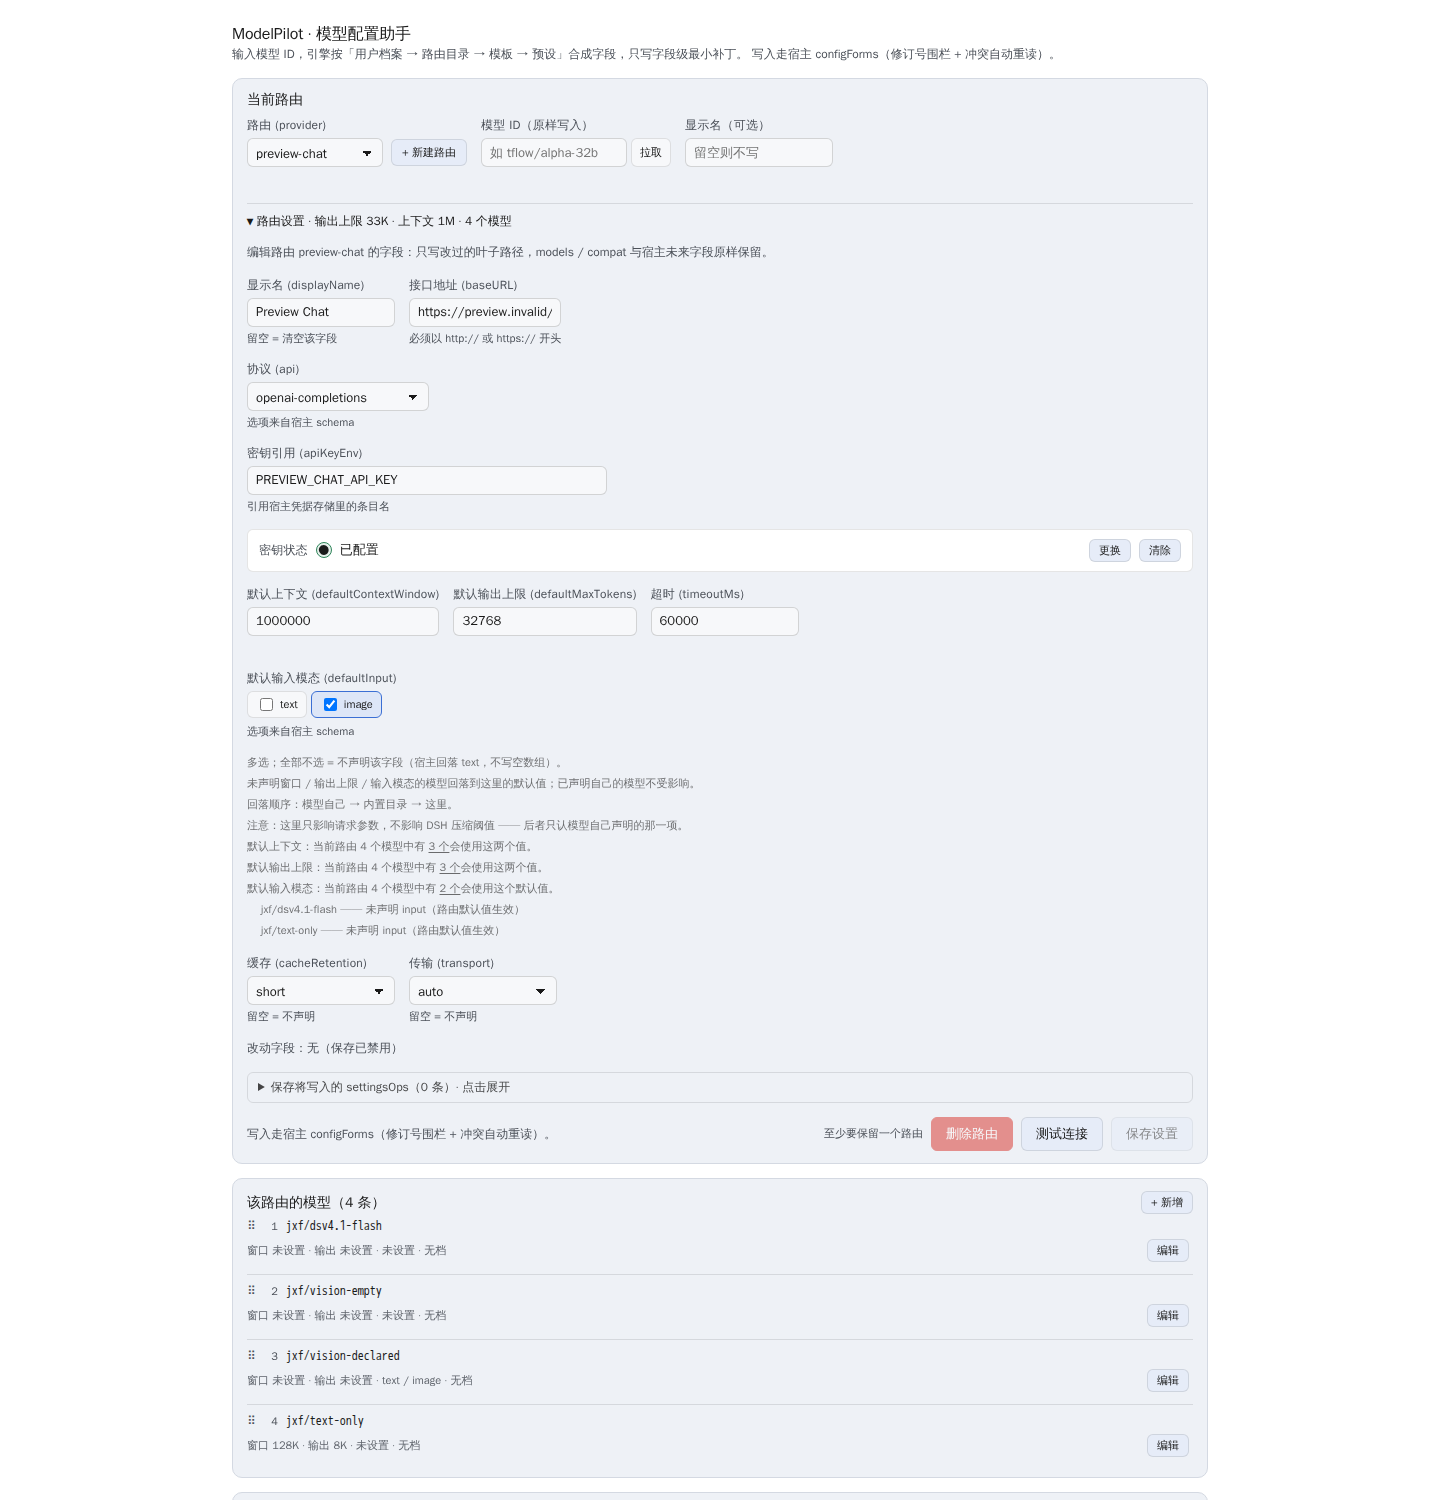 ModelPilot · 模型配置助手
输入模型 ID，引擎按「用户档案 → 路由目录 → 模板 → 预设」合成字段，只写字段级最小补丁。 写入走宿主 configForms（修订号围栏 + 冲突自动重读）。
当前路由
路由 (provider) 模型 ID（原样写入） 显示名（可选）
preview-chat + 新建路由 如 tflow/alpha-32b 拉取 留空则不写
▼ 路由设置 · 输出上限 33K · 上下文 1M · 4 个模型
编辑路由 preview-chat 的字段：只写改过的叶子路径，models / compat 与宿主未来字段原样保留。
显示名 (displayName) 接口地址 (baseURL)
Preview Chat https://preview.invalid/
留空 = 清空该字段 必须以 http:// 或 https:// 开头
协议 (api)
openai-completions
选项来自宿主 schema
密钥引用 (apiKeyEnv)
PREVIEW_CHAT_API_KEY
引用宿主凭据存储里的条目名
密钥状态 已配置 更换 清除
默认上下文 (defaultContextWindow) 默认输出上限 (defaultMaxTokens) 超时 (timeoutMs)
1000000 32768 60000
默认输入模态 (defaultInput)
text image
选项来自宿主 schema
多选；全部不选 = 不声明该字段（宿主回落 text，不写空数组）。
未声明窗口 / 输出上限 / 输入模态的模型回落到这里的默认值；已声明自己的模型不受影响。
回落顺序：模型自己 → 内置目录 → 这里。
注意：这里只影响请求参数，不影响 DSH 压缩阈值 —— 后者只认模型自己声明的那一项。
默认上下文：当前路由 4 个模型中有 3 个会使用这两个值。
默认输出上限：当前路由 4 个模型中有 3 个会使用这两个值。
默认输入模态：当前路由 4 个模型中有 2 个会使用这个默认值。
jxf/dsv4.1-flash —— 未声明 input（路由默认值生效）
jxf/text-only —— 未声明 input（路由默认值生效）
缓存 (cacheRetention) 传输 (transport)
short auto
留空 = 不声明 留空 = 不声明
改动字段：无（保存已禁用）
▶ 保存将写入的 settingsOps（0 条）· 点击展开
写入走宿主 configForms（修订号围栏 + 冲突自动重读）。 至少要保留一个路由 删除路由 测试连接 保存设置
该路由的模型（4 条） + 新增
⠿ 1 jxf/dsv4.1-flash
窗口 未设置 · 输出 未设置 · 未设置 · 无档 编辑
⠿ 2 jxf/vision-empty
窗口 未设置 · 输出 未设置 · 未设置 · 无档 编辑
⠿ 3 jxf/vision-declared
窗口 未设置 · 输出 未设置 · text / image · 无档 编辑
⠿ 4 jxf/text-only
窗口 128K · 输出 8K · 未设置 · 无档 编辑